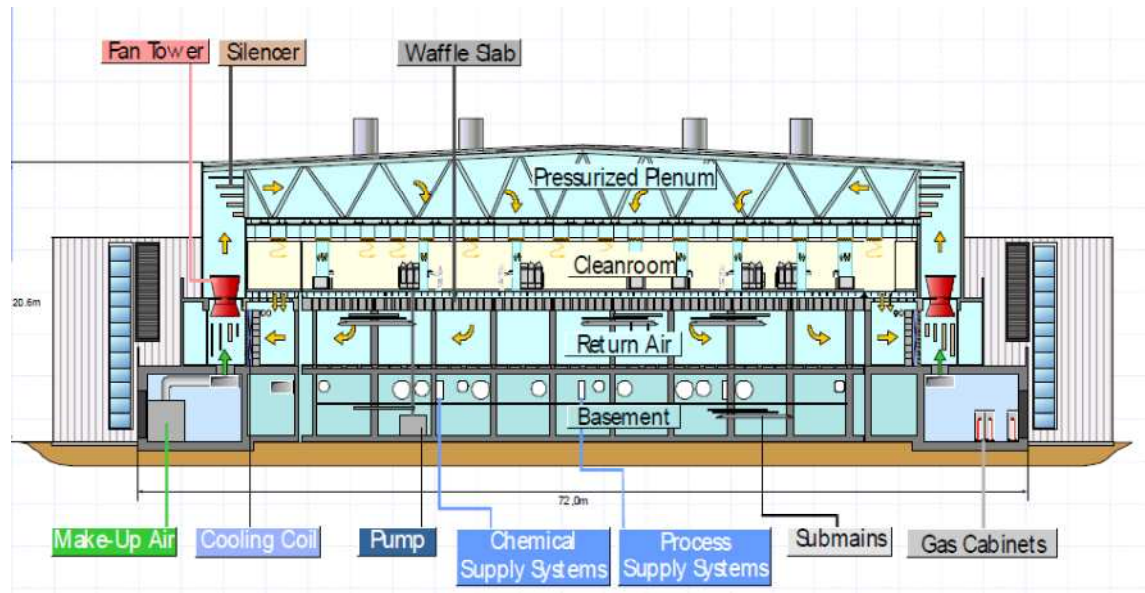 Fan Tower
Silencer
Waffle Slab
Pressurized Plenum
Cleanroom
20.6m
Return Air
Basement
72,0m
Make-Up Air
Cooling Coil
Pump
Chemical
Supply Systems
Process
Supply Systems
Submains
Gas Cabinets